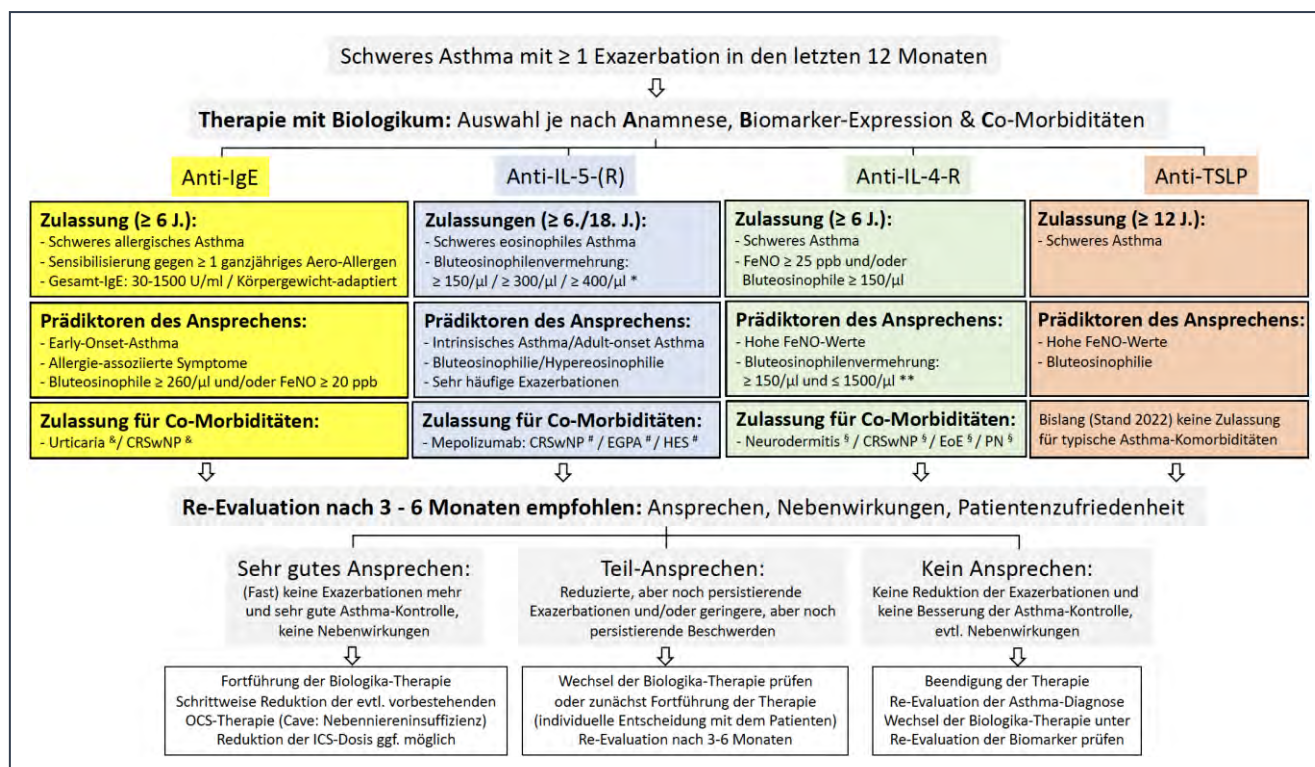 Schweres Asthma mit ≥ 1 Exazerbation in den letzten 12 Monaten
Therapie mit Biologikum: Auswahl je nach Anamnese, Biomarker-Expression & Co-Morbiditäten
Anti-IgE
Zulassung (≥ 6 J.):
- Schweres allergisches Asthma
- Sensibilisierung gegen ≥ 1 ganzjähriges Aero-Allergen
- Gesamt-IgE: 30-1500 U/ml / Körpergewicht-adaptiert
Prädiktoren des Ansprechens:
- Early-Onset-Asthma
- Allergie-assoziierte Symptome
- Bluteosinophile ≥ 260/µl und/oder FeNO ≥ 20 ppb
Zulassung für Co-Morbiditäten:
- Urticaria &/ CRSwNP &
Anti-IL-5-(R)
Zulassungen (≥ 6./18. J.):
- Schweres eosinophiles Asthma
- Bluteosinophilenvermehrung:
≥ 150/µl / ≥ 300/µl / ≥ 400/µl *
Prädiktoren des Ansprechens:
- Intrinsisches Asthma/Adult-onset Asthma
- Bluteosinophilie/Hypereosinophilie
- Sehr häufige Exazerbationen
Zulassung für Co-Morbiditäten:
- Mepolizumab: CRSwNP # / EGPA # / HES #
Anti-IL-4-R
Zulassung (≥ 6 J.):
- Schweres Asthma
- FeNO ≥ 25 ppb und/oder
Bluteosinophile ≥ 150/µl
Prädiktoren des Ansprechens:
- Hohe FeNO-Werte
- Bluteosinophilenvermehrung:
≥ 150/µl und ≤ 1500/µl **
Zulassung für Co-Morbiditäten:
- Neurodermitis § / CRSwNP § / EoE § / PN §
Anti-TSLP
Zulassung (≥ 12 J.):
- Schweres Asthma
Prädiktoren des Ansprechens:
- Hohe FeNO-Werte
- Bluteosinophilie
Bislang (Stand 2022) keine Zulassung
für typische Asthma-Komorbiditäten
Re-Evaluation nach 3 - 6 Monaten empfohlen: Ansprechen, Nebenwirkungen, Patientenzufriedenheit
Sehr gutes Ansprechen:
(Fast) keine Exazerbationen mehr
und sehr gute Asthma-Kontrolle,
keine Nebenwirkungen
Fortführung der Biologika-Therapie
Schrittweise Reduktion der evtl. vorbestehenden
OCS-Therapie (Cave: Nebenniereninsuffizienz)
Reduktion der ICS-Dosis ggf. möglich
Teil-Ansprechen:
Reduzierte, aber noch persistierende
Exazerbationen und/oder geringere, aber noch
persistierende Beschwerden
Wechsel der Biologika-Therapie prüfen
oder zunächst Fortführung der Therapie
(individuelle Entscheidung mit dem Patienten)
Re-Evaluation nach 3-6 Monaten
Kein Ansprechen:
Keine Reduktion der Exazerbationen und
keine Besserung der Asthma-Kontrolle,
evtl. Nebenwirkungen
Beendigung der Therapie
Re-Evaluation der Asthma-Diagnose
Wechsel der Biologika-Therapie unter
Re-Evaluation der Biomarker prüfen